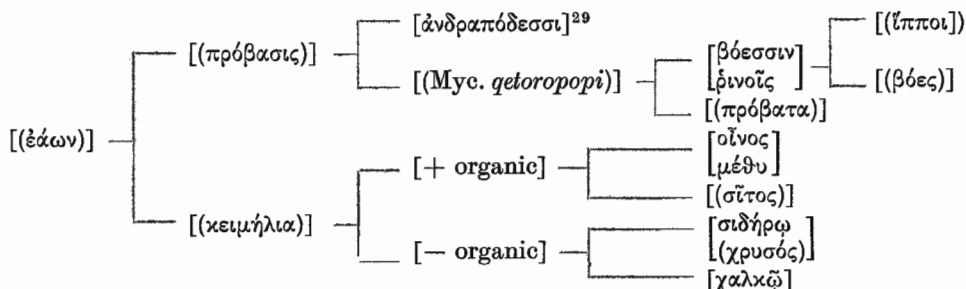 [ἀνδραπόδεσσι]²⁹ [(ἵπποι])
[(πρόβασις)] [βόεσσιν
[(Myc. qetoropopi)] ῥινοῖς] [(βόες)]
[(πρόβατα)]
[(ἐάων)]
[οἶνος
[+ organic] μέθυ]
[(σῖτος)]
[(κειμήλια)]
[σιδήρῳ
[— organic] (χρυσός)]
[χαλκῷ]